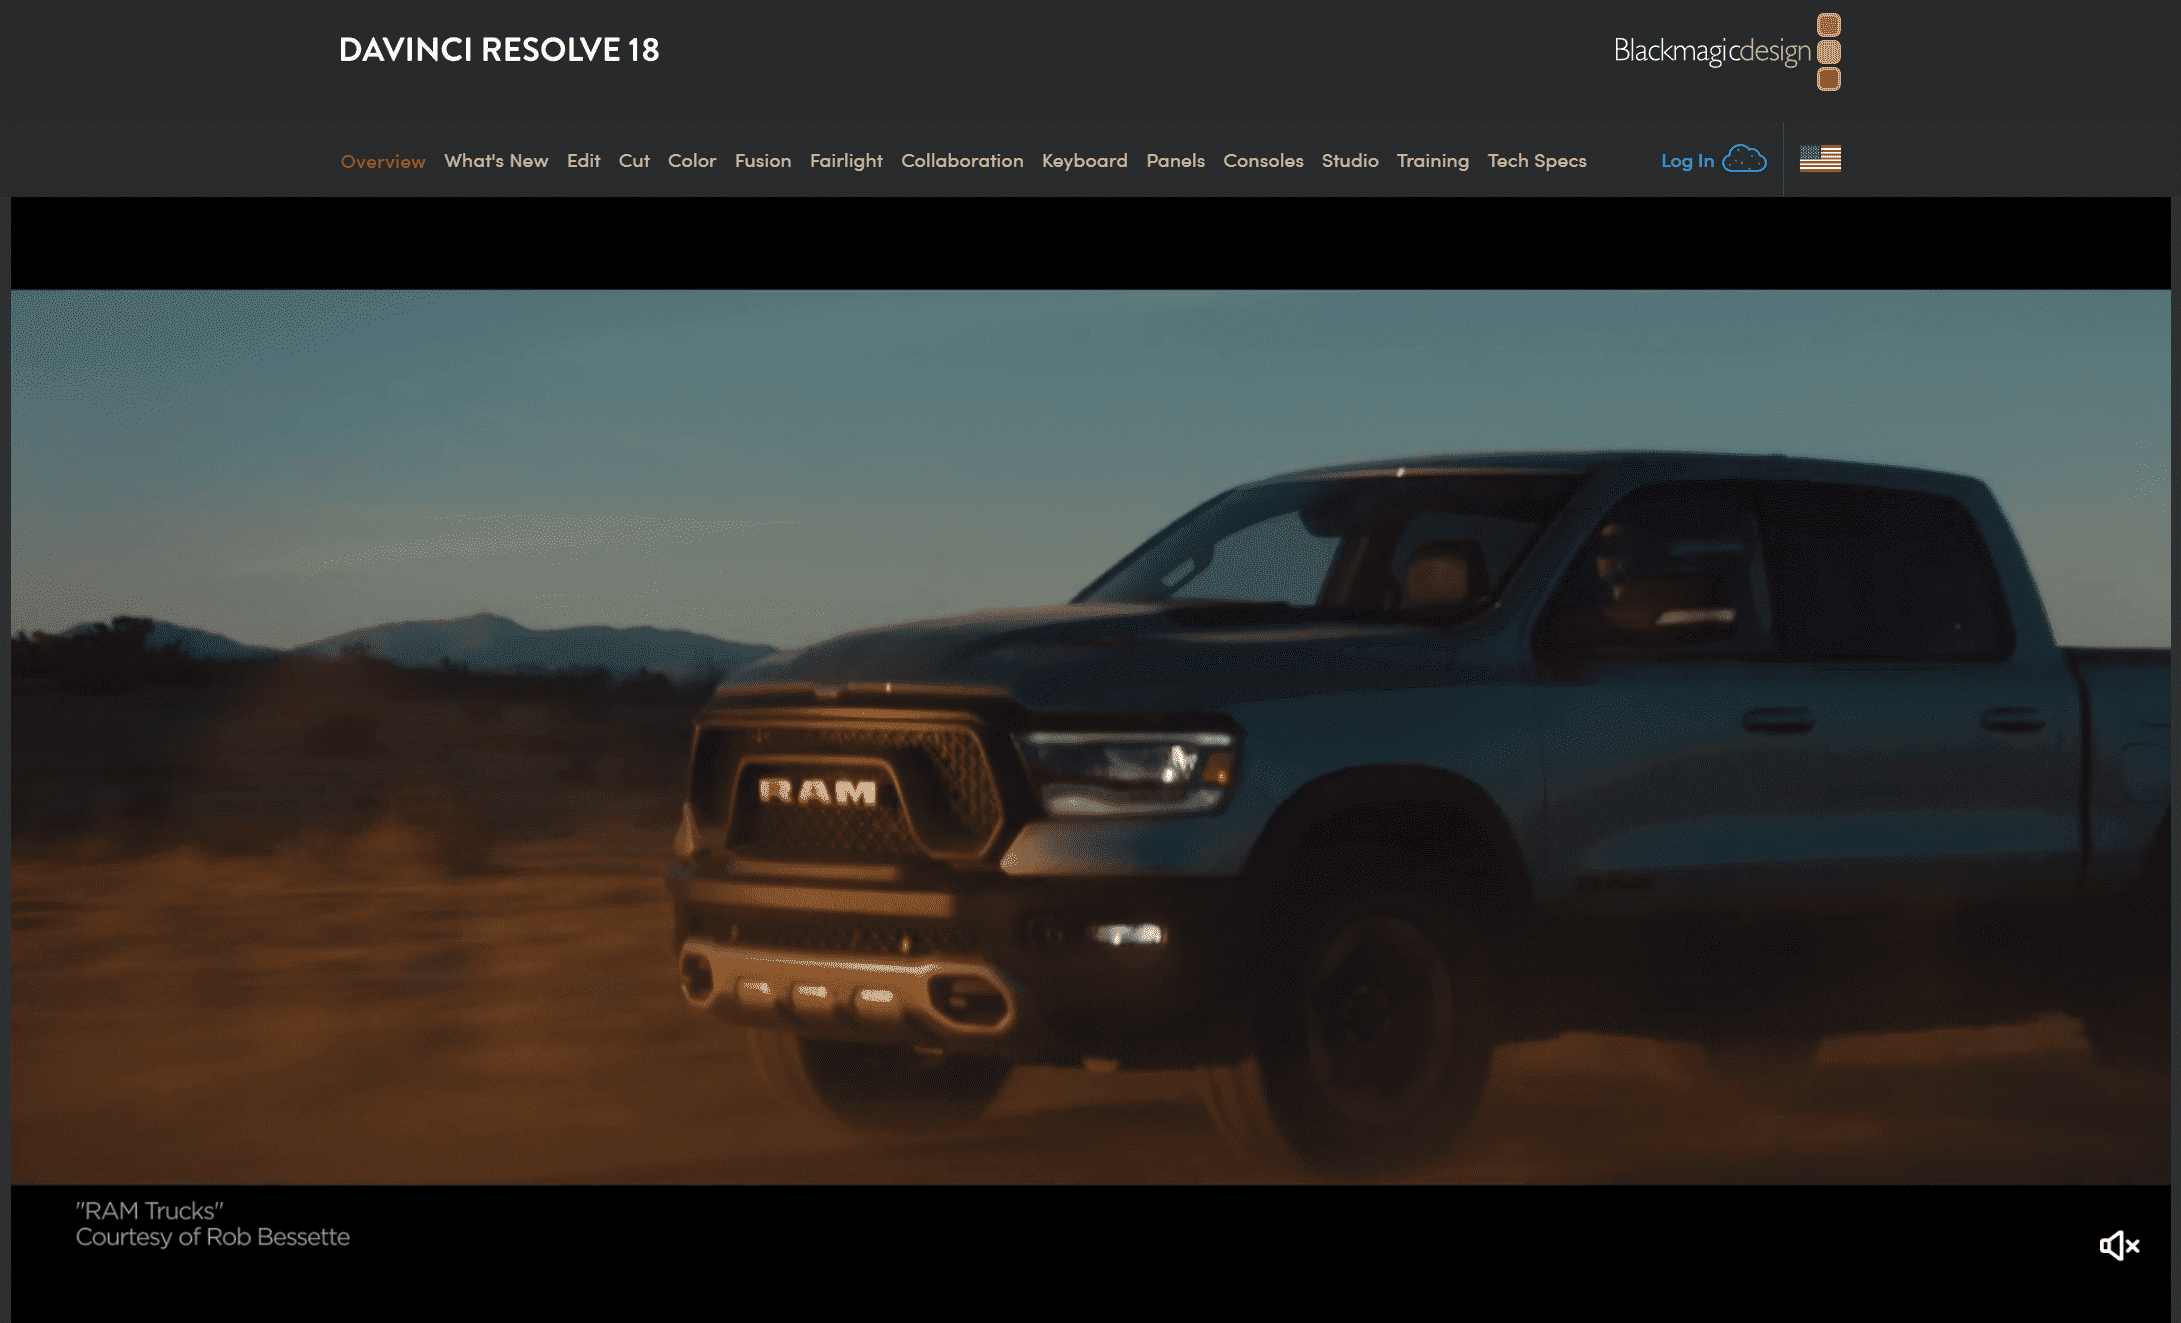 DAVINCI RESOLVE 18
Blackmagicdesign
Overview What's New Edit Cut Color Fusion Fairlight Collaboration Keyboard Panels Consoles Studio Training Tech Specs Log In
RAM
"RAM Trucks"
Courtesy of Rob Bessette